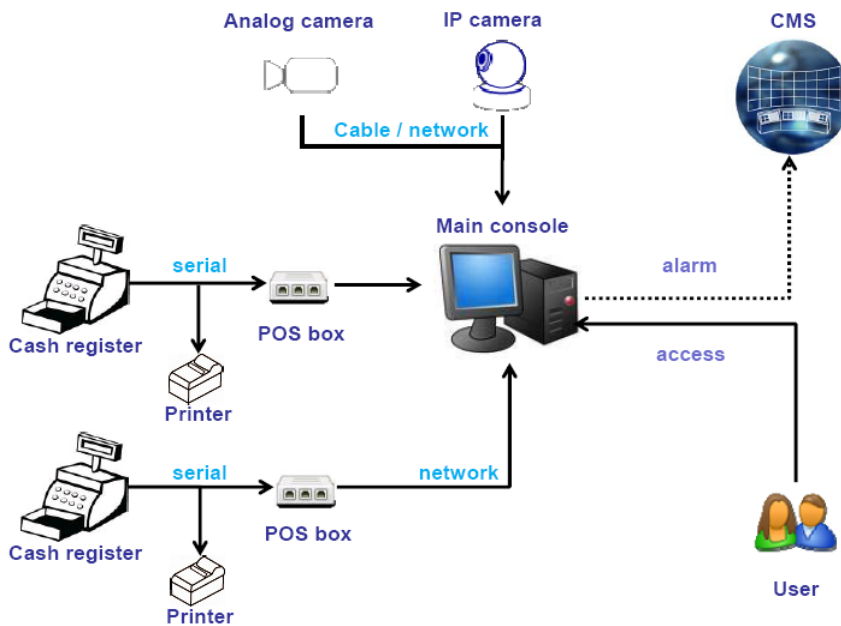 Analog camera
IP camera
CMS
Cable / network
Main console
serial
alarm
POS box
access
Cash register
Printer
serial
network
POS box
Cash register
User
Printer